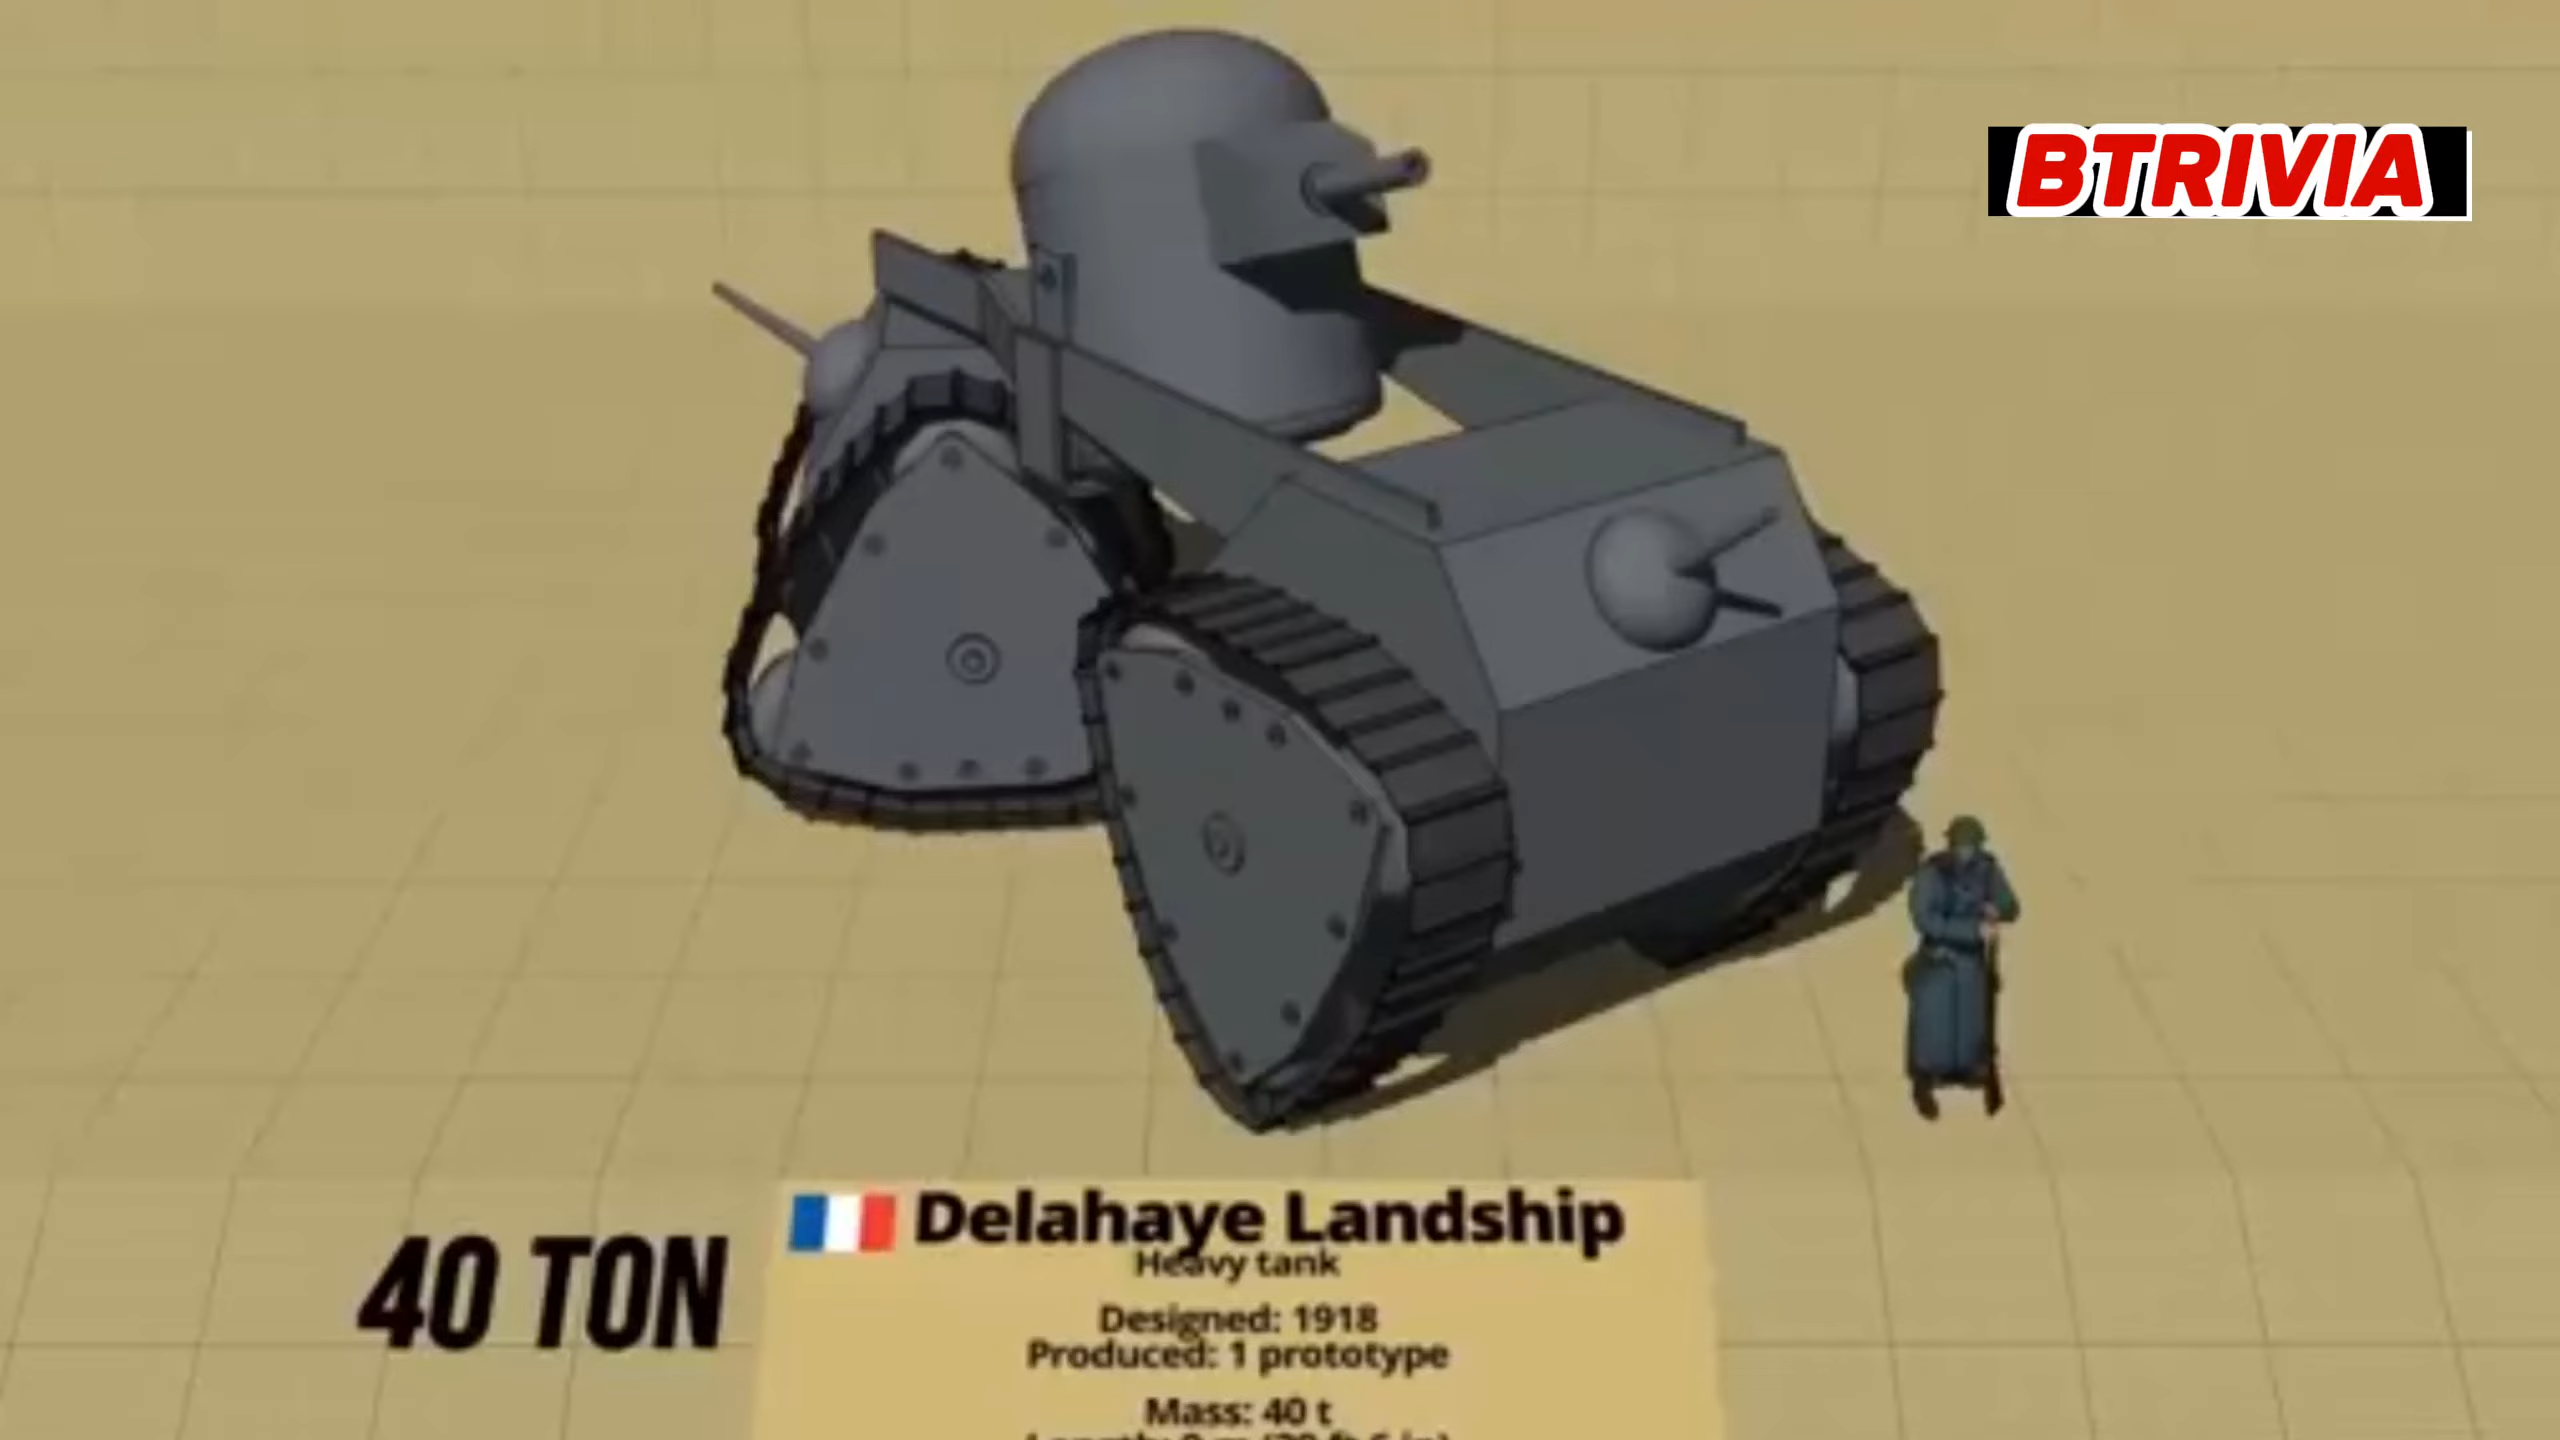 BTRIVIA
Delahaye Landship
Heavy tank
40 TON
Designed: 1918
Produced: 1 prototype
Mass: 40 t